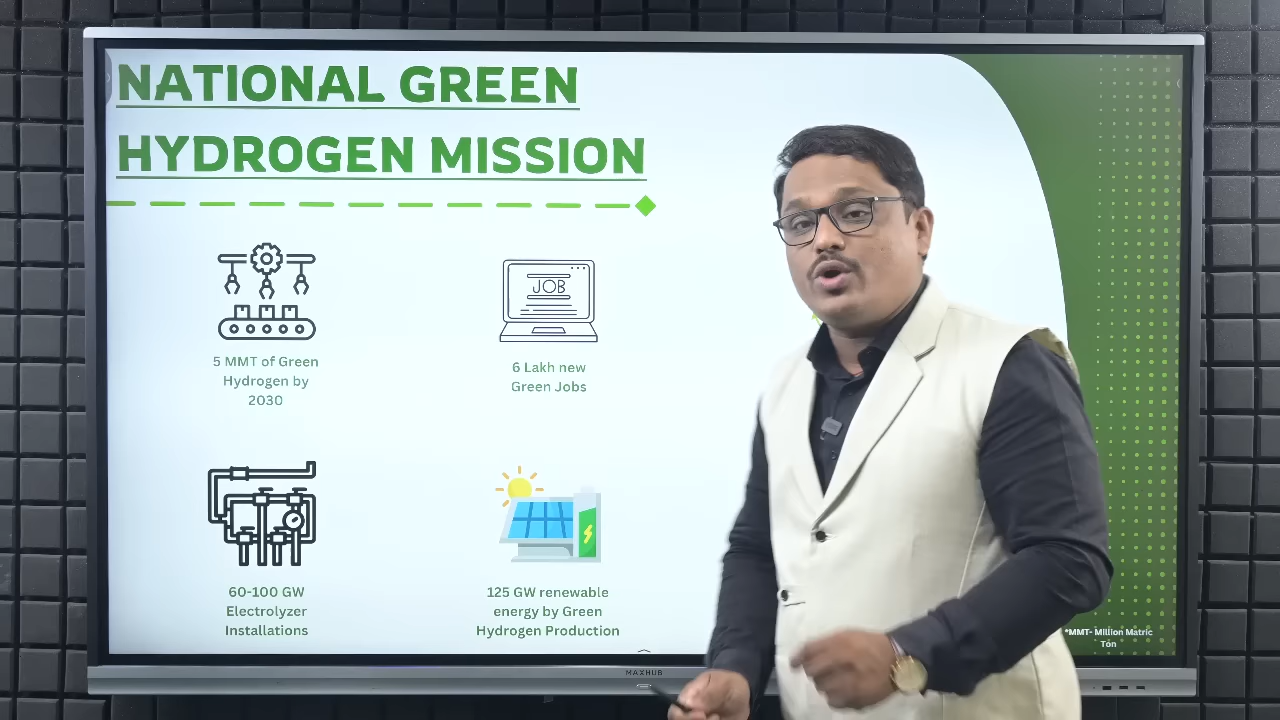 NATIONAL GREEN
HYDROGEN MISSION
JOB
5 MMT of Green
Hydrogen by
2030
6 Lakh new
Green Jobs
60-100 GW
Electrolyzer
Installations
125 GW renewable
energy by Green
Hydrogen Production
*MMT- Million Matric
Ton
MAXHUB